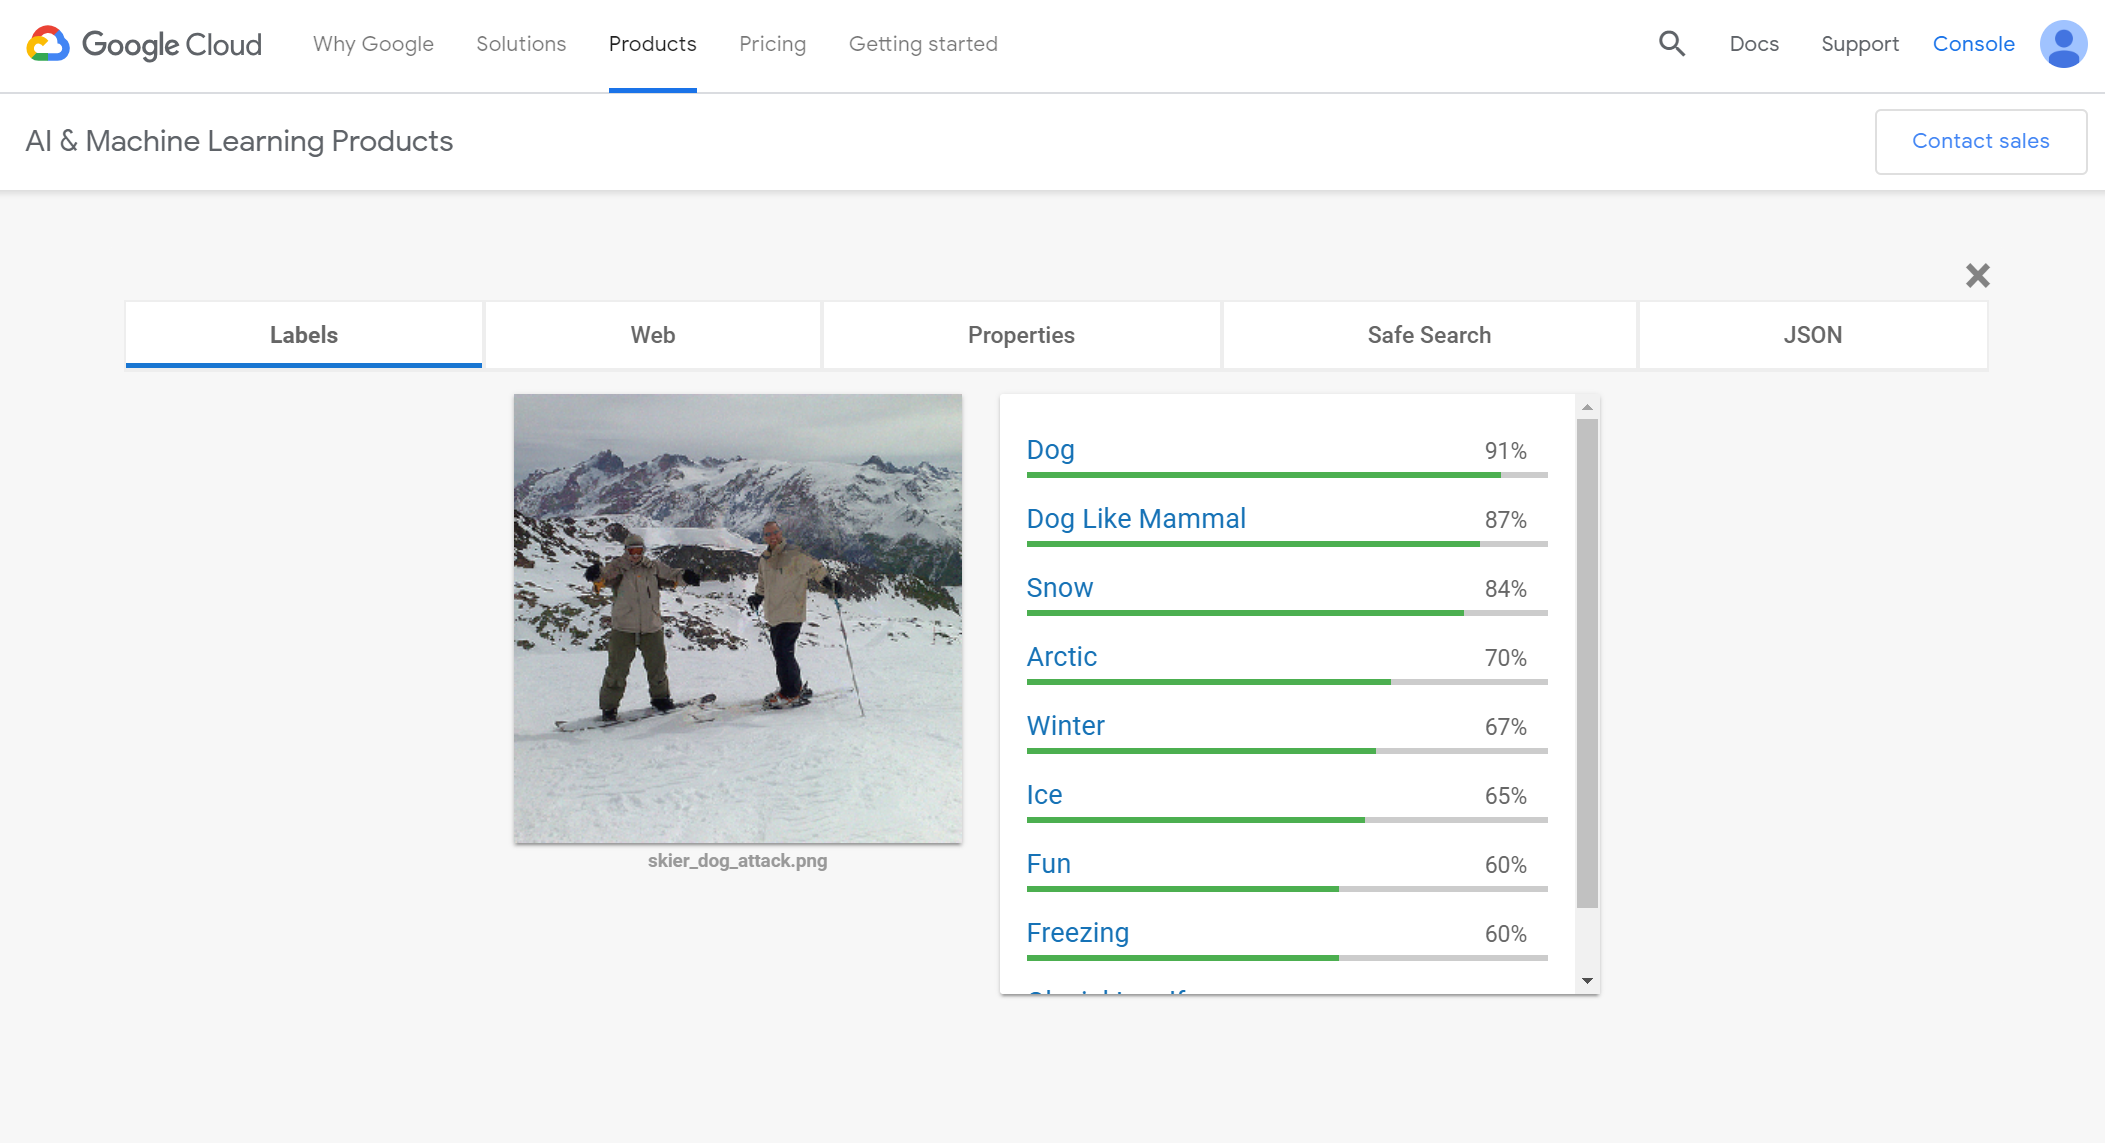 Google Cloud Why Google Solutions Products Pricing Getting started Docs Support Console
AI & Machine Learning Products Contact sales
Labels Web Properties Safe Search JSON
Dog 91%
Dog Like Mammal 87%
Snow 84%
Arctic 70%
Winter 67%
Ice 65%
Fun 60%
Freezing 60%
skier_dog_attack.png